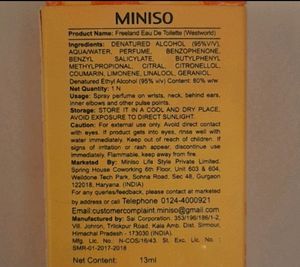 MINISO
Product Name: Freeland Eau De Toilette (Westworld)
Ingredients: DENATURED ALCOHOL (95%V/V),
AQUA/WATER, PERFUME, BENZOPHENONE,
BENZYL SALICYLATE, BUTYLPHENYL
METHYLPROPIONAL, CITRAL, CITRONELLOL,
COUMARIN, LIMONENE, LINALOOL, GERANIOL.
Denatured Ethyl Alcohol (95%) Content: 80% w/w
Net Quantity: 1 N
Usage: Spray perfume on wrists, neck, behind ears,
inner elbows and other pulse points.
Storage: STORE IT IN A COOL AND DRY PLACE,
AVOID EXPOSURE TO DIRECT SUNLIGHT.
Caution: For external use only. Avoid direct contact
with eyes. If product gets into eyes, rinse well with
water immediately. Keep out of reach of children. If
signs of irritation or rash appear, discontinue use.
Flammable, keep away from fire.
Marketed By: Miniso Life Style Private Limited.
Spring House Coworking 6th Floor, Unit 603 & 604,
Welldone Tech Park, Sohna Road, Sec 48, Gurgaon
122018, Haryana, (INDIA)
For any queries/feedback, please contact at marketing
by address or call Telephone 0124-4000921
Email:customercomplaint.miniso@gmail.com
Manufactured by: Sai Corporation: 353/196/186/1-2,
Vill. Johron, Trilokpur Road, Kala Amb. Dist. Sirmour,
Himachal Pradesh - 173030 (INDIA).
Mfg. Lic. No.: N-COS/16/43. St. Excise Lic. No.:
SMR-01-2017-2018
Net Content: 13ml